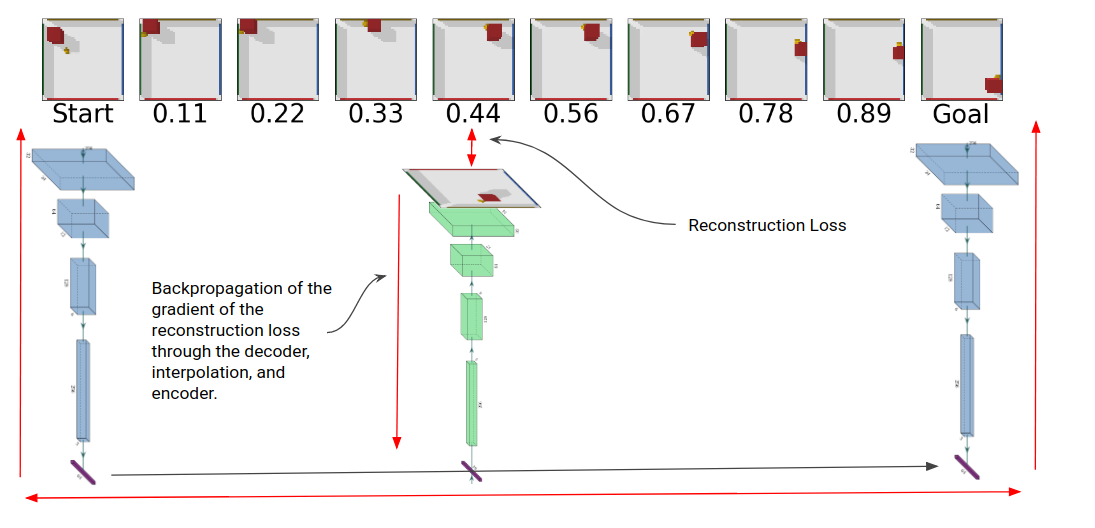 Start
0.11
0.22
0.33
0.44
0.56
0.67
0.78
0.89
Goal
Reconstruction Loss
Backpropagation of the
gradient of the
reconstruction loss
through the decoder,
interpolation, and
encoder.